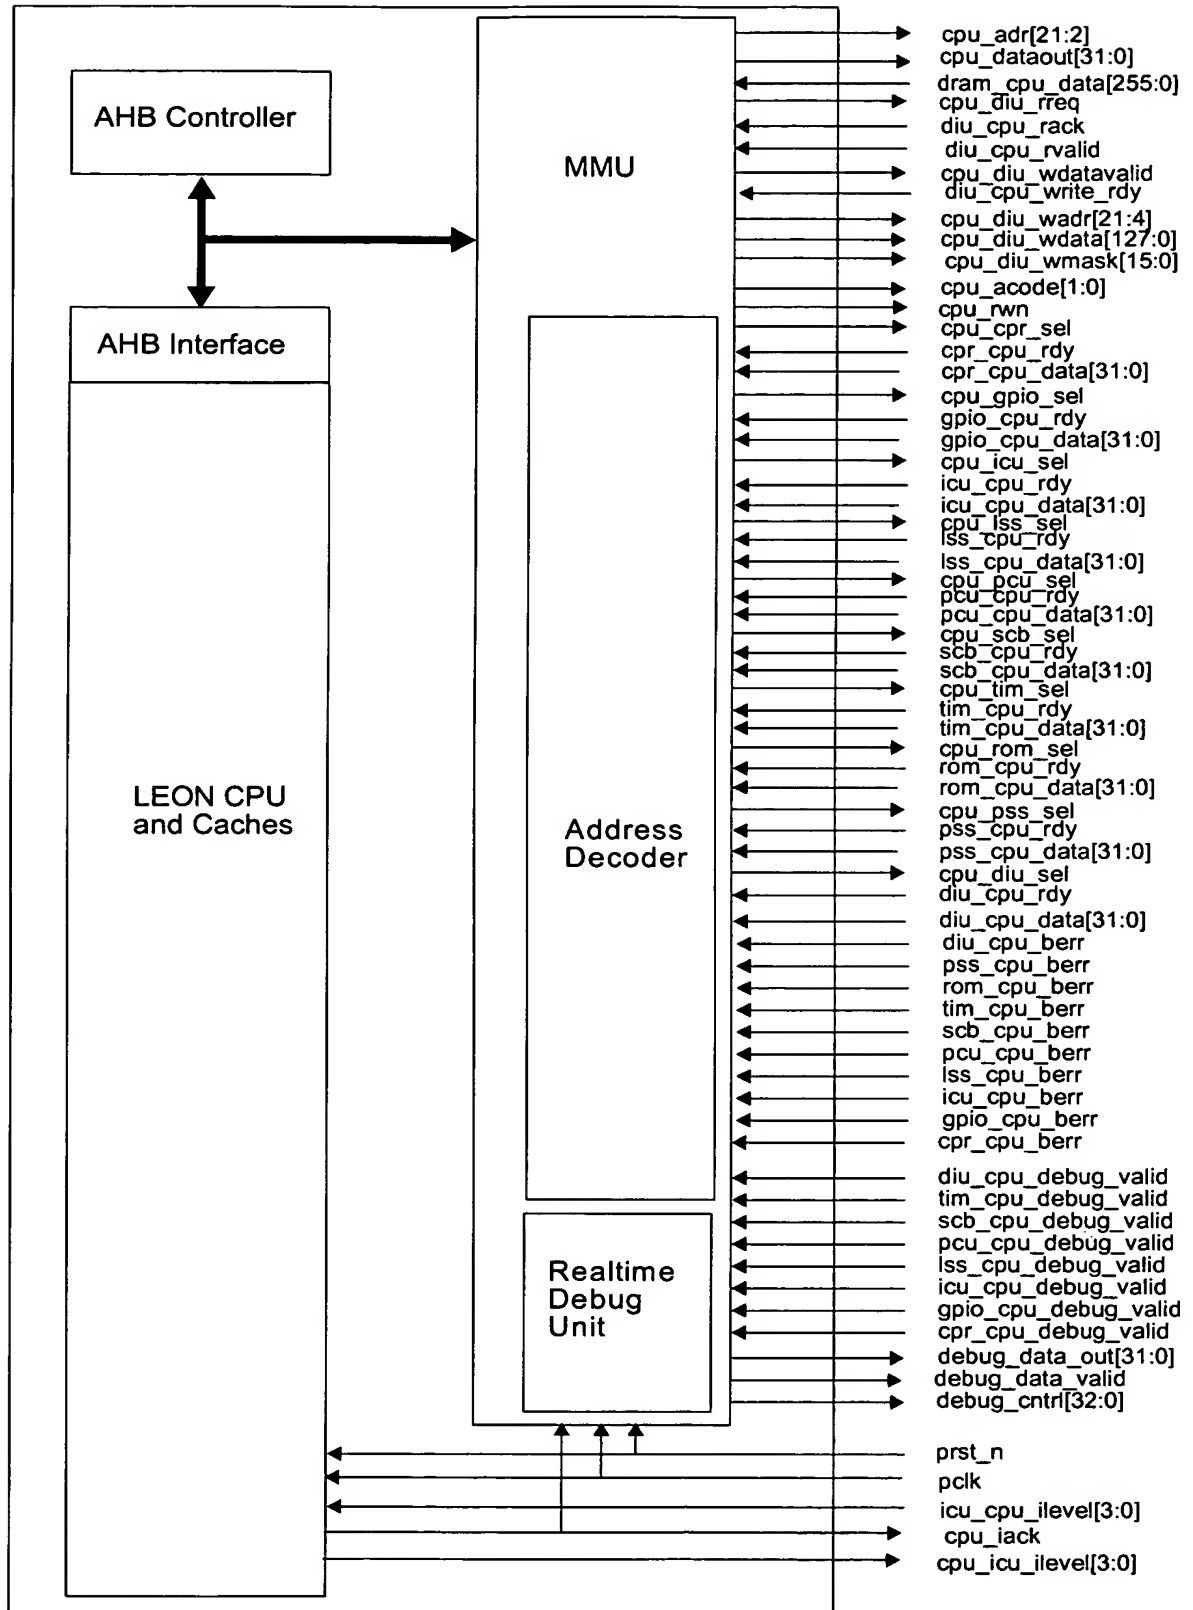 AHB Controller
MMU
AHB Interface
LEON CPU
and Caches
Address
Decoder
Realtime
Debug
Unit
cpu_adr[21:2]
cpu_dataout[31:0]
dram_cpu_data[255:0]
cpu_diu_rreq
diu_cpu_rack
diu_cpu_rvalid
cpu_diu_wdatavalid
diu_cpu_write_rdy
cpu_diu_wadr[21:4]
cpu_diu_wdata[127:0]
cpu_diu_wmask[15:0]
cpu_acode[1:0]
cpu_rwn
cpu_cpr_sel
cpr_cpu_rdy
cpr_cpu_data[31:0]
cpu_gpio_sel
gpio_cpu_rdy
gpio_cpu_data[31:0]
cpu_icu_sel
icu_cpu_rdy
icu_cpu_data[31:0]
cpu_lss_sel
lss_cpu_rdy
lss_cpu_data[31:0]
cpu_pcu_sel
pcu_cpu_rdy
pcu_cpu_data[31:0]
cpu_scb_sel
scb_cpu_rdy
scb_cpu_data[31:0]
cpu_tim_sel
tim_cpu_rdy
tim_cpu_data[31:0]
cpu_rom_sel
rom_cpu_rdy
rom_cpu_data[31:0]
cpu_pss_sel
pss_cpu_rdy
pss_cpu_data[31:0]
cpu_diu_sel
diu_cpu_rdy
diu_cpu_data[31:0]
diu_cpu_berr
pss_cpu_berr
rom_cpu_berr
tim_cpu_berr
scb_cpu_berr
pcu_cpu_berr
lss_cpu_berr
icu_cpu_berr
gpio_cpu_berr
cpr_cpu_berr
diu_cpu_debug_valid
tim_cpu_debug_valid
scb_cpu_debug_valid
pcu_cpu_debug_valid
lss_cpu_debug_valid
icu_cpu_debug_valid
gpio_cpu_debug_valid
cpr_cpu_debug_valid
debug_data_out[31:0]
debug_data_valid
debug_cntrl[32:0]
prst_n
pclk
icu_cpu_ilevel[3:0]
cpu_iack
cpu_icu_ilevel[3:0]